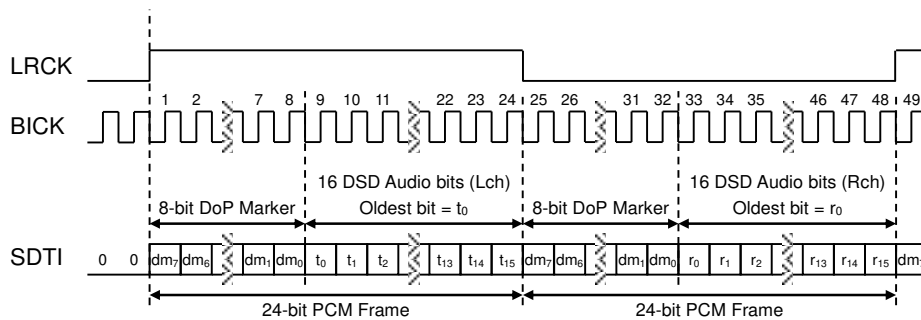 LRCK
1 2 7 8 9 10 11 22 23 24 25 26 31 32 33 34 35 46 47 48 49
BICK
16 DSD Audio bits (Lch) 16 DSD Audio bits (Rch)
8-bit DoP Marker Oldest bit = t₀ 8-bit DoP Marker Oldest bit = r₀
SDTI 0 0 dm₇ dm₆ dm₁ dm₀ t₀ t₁ t₂ t₁₃ t₁₄ t₁₅ dm₇ dm₆ dm₁ dm₀ r₀ r₁ r₂ r₁₃ r₁₄ r₁₅ dm₇
24-bit PCM Frame 24-bit PCM Frame